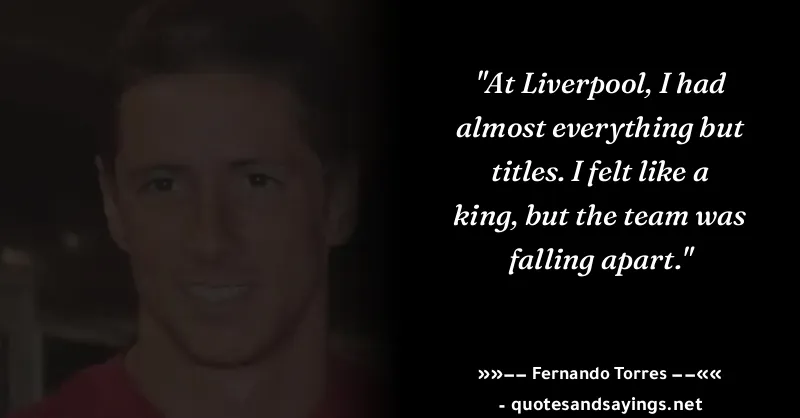 "At Liverpool, I had
almost everything but
titles. I felt like a
king, but the team was
falling apart."
»»−− Fernando Torres −−««
- quotesandsayings.net